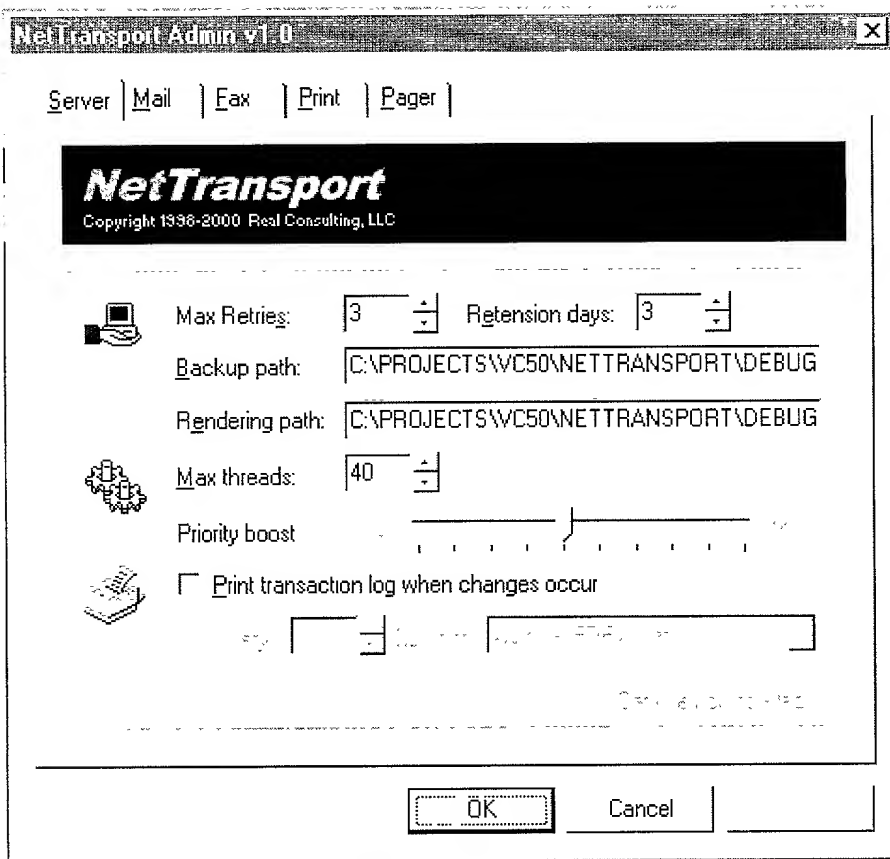 NetTransport Admin v1.0
Server Mail Fax Print Pager
NetTransport
Copyright 1998-2000 Real Consulting, LLC
Max Retries: 3 Retension days: 3
Backup path: C:\PROJECTS\VC50\NETTRANSPORT\DEBUG
Rendering path: C:\PROJECTS\VC50\NETTRANSPORT\DEBUG
Max threads: 40
Priority boost
Print transaction log when changes occur
OK Cancel